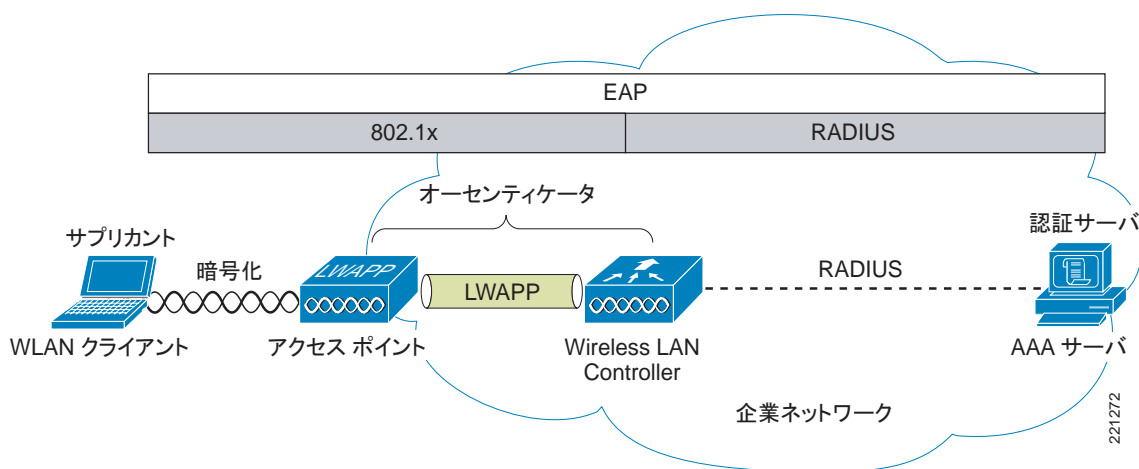 EAP
802.1x
RADIUS
オーセンティケータ
サプリカント
認証サーバ
暗号化
LWAPP
LWAPP
RADIUS
WLAN クライアント
アクセス ポイント
Wireless LAN
Controller
AAA サーバ
企業ネットワーク
221272